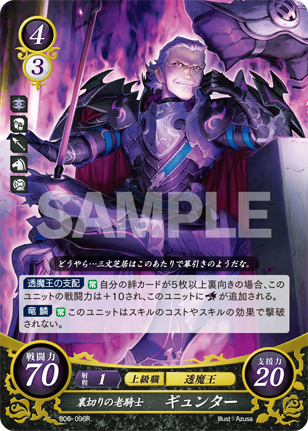 4
3
SAMPLE
どうやら…三文芝居はこのあたりで幕引きのようだな。
透魔王の支配 常 自分の絆カードが5枚以上裏向きの場合、この
ユニットの戦闘力は+10され、このユニットに が追加される。
竜鱗 常 このユニットはスキルのコストやスキルの効果で撃破
されない。
戦闘力 70
射程 1 上級職 透魔王
支援力 20
裏切りの老騎士 ギュンター
B06-096R Illust:Azusa